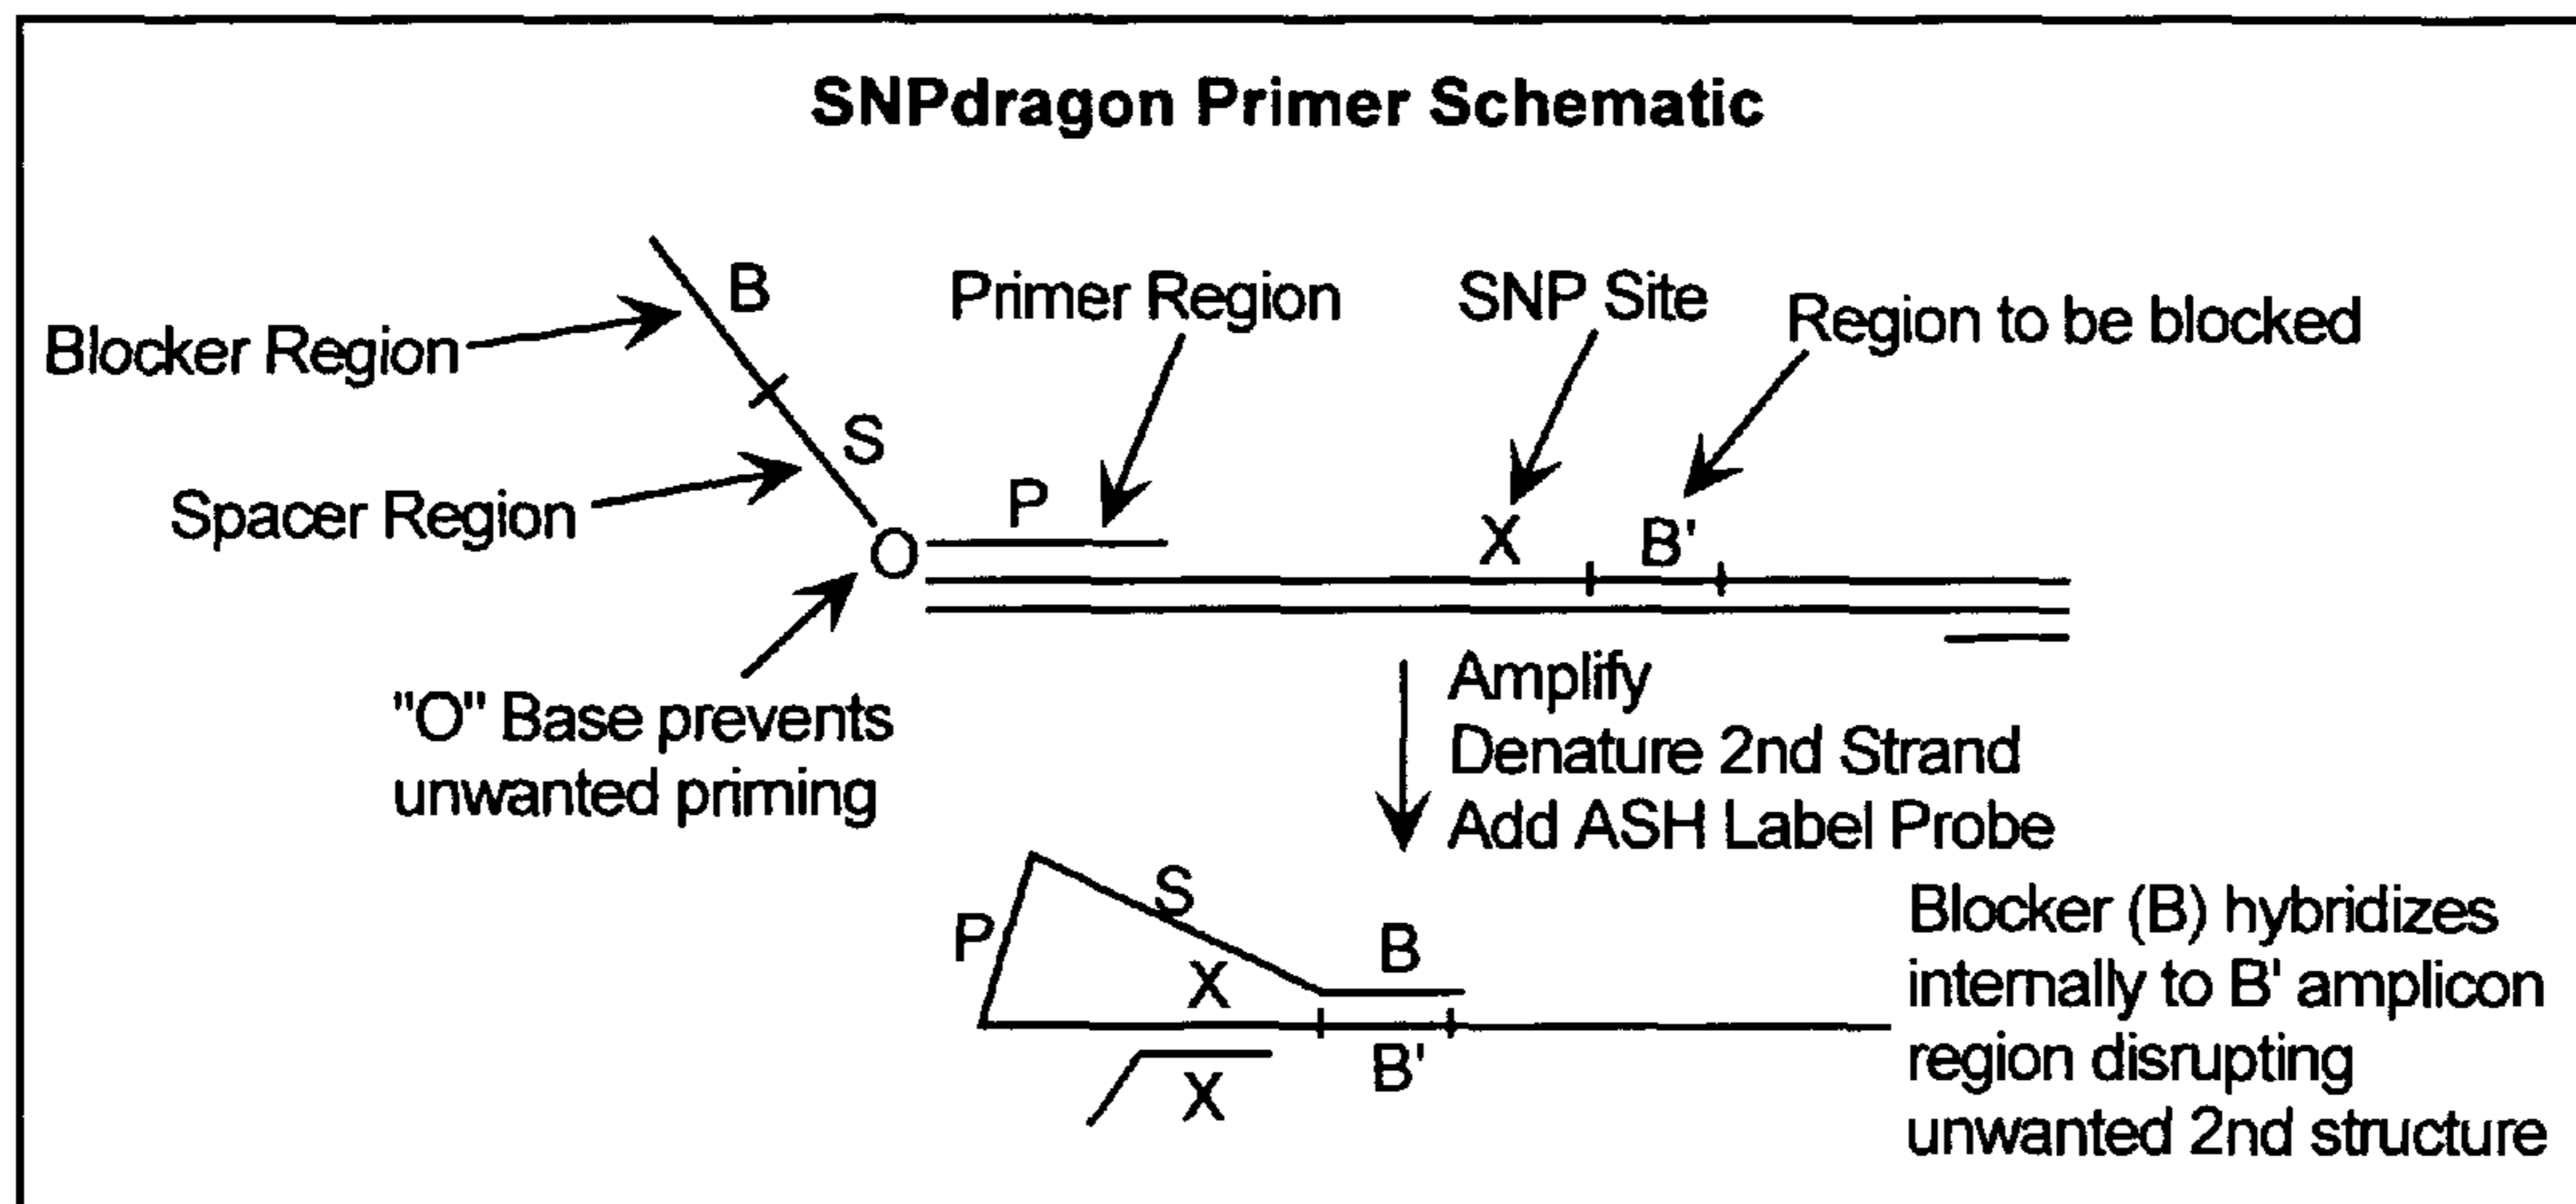 SNPdragon Primer Schematic
B
Primer Region
SNP Site
Region to be blocked
Blocker Region
S
Spacer Region
P
X
B'
O
"O" Base prevents
unwanted priming
Amplify
Denature 2nd Strand
Add ASH Label Probe
S
P
B
X
B'
X
Blocker (B) hybridizes
internally to B' amplicon
region disrupting
unwanted 2nd structure